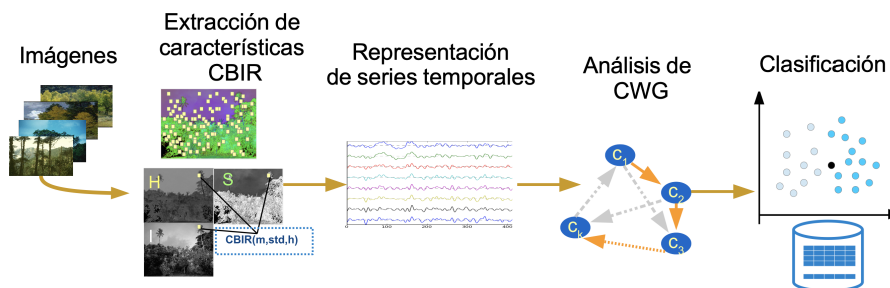 Imágenes
Extracción de
características
CBIR
Representación
de series temporales
Análisis de
CWG
Clasificación
H
S
I
CBIR(m,std,h)
0
100
200
300
400
C1
C2
C3
Ck